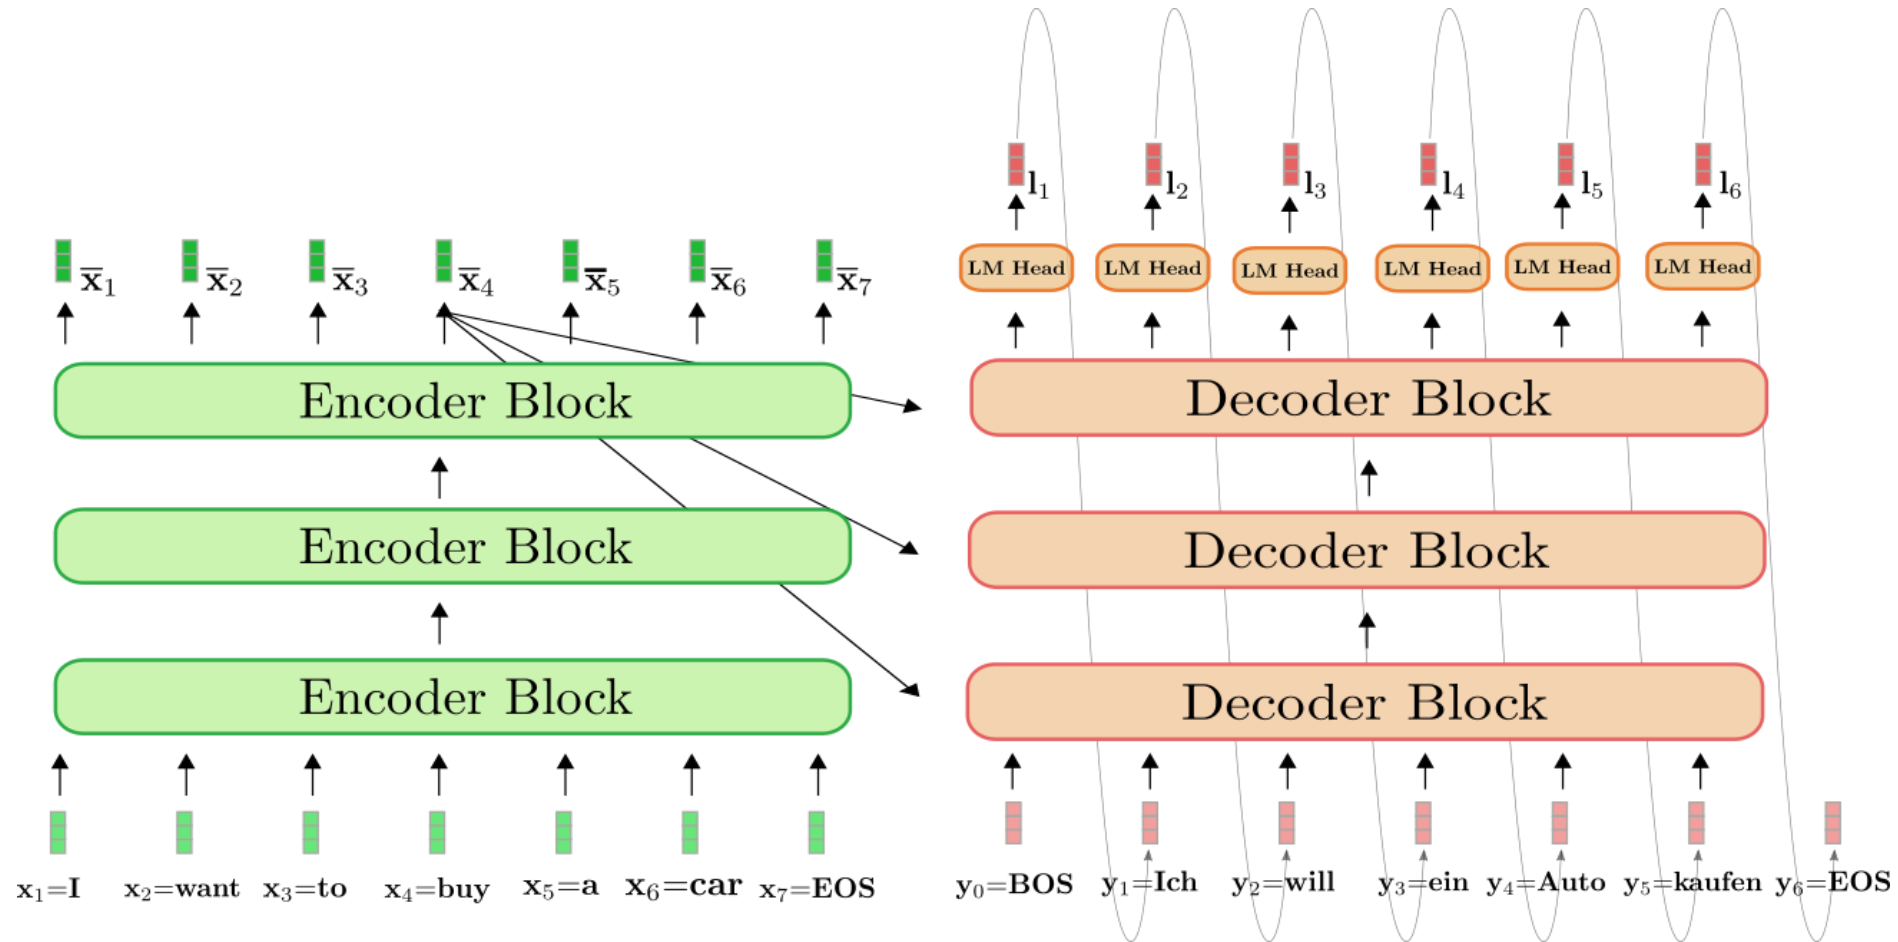 l₁ l₂ l₃ l₄ l₅ l₆
LM Head LM Head LM Head LM Head LM Head LM Head
x̅₁ x̅₂ x̅₃ x̅₄ x̅₅ x̅₆ x̅₇
Encoder Block
Decoder Block
Encoder Block
Decoder Block
Encoder Block
Decoder Block
x₁=I x₂=want x₃=to x₄=buy x₅=a x₆=car x₇=EOS
y₀=BOS y₁=Ich y₂=will y₃=ein y₄=Auto y₅=kaufen y₆=EOS